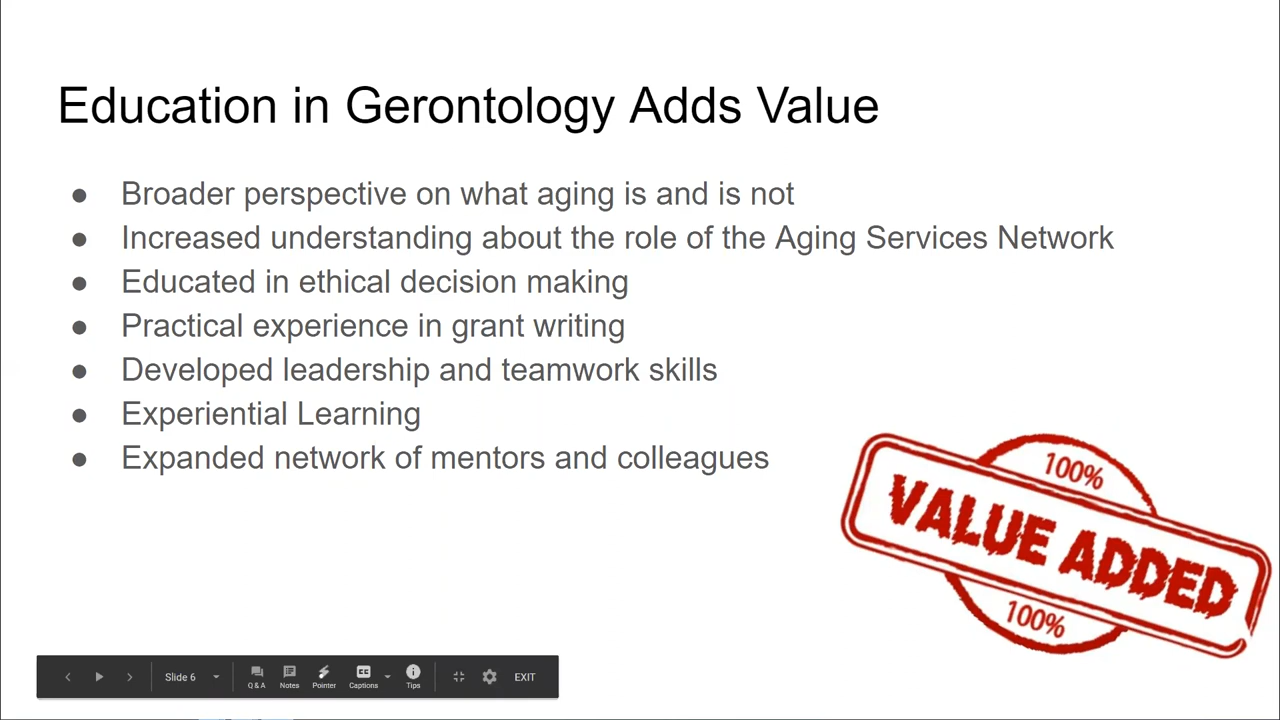 Education in Gerontology Adds Value
● Broader perspective on what aging is and is not
● Increased understanding about the role of the Aging Services Network
● Educated in ethical decision making
● Practical experience in grant writing
● Developed leadership and teamwork skills
● Experiential Learning
● Expanded network of mentors and colleagues
100%
VALUE ADDED
100%
Slide 6
Q & A
Notes
Pointer
CC
Captions
Tips
EXIT